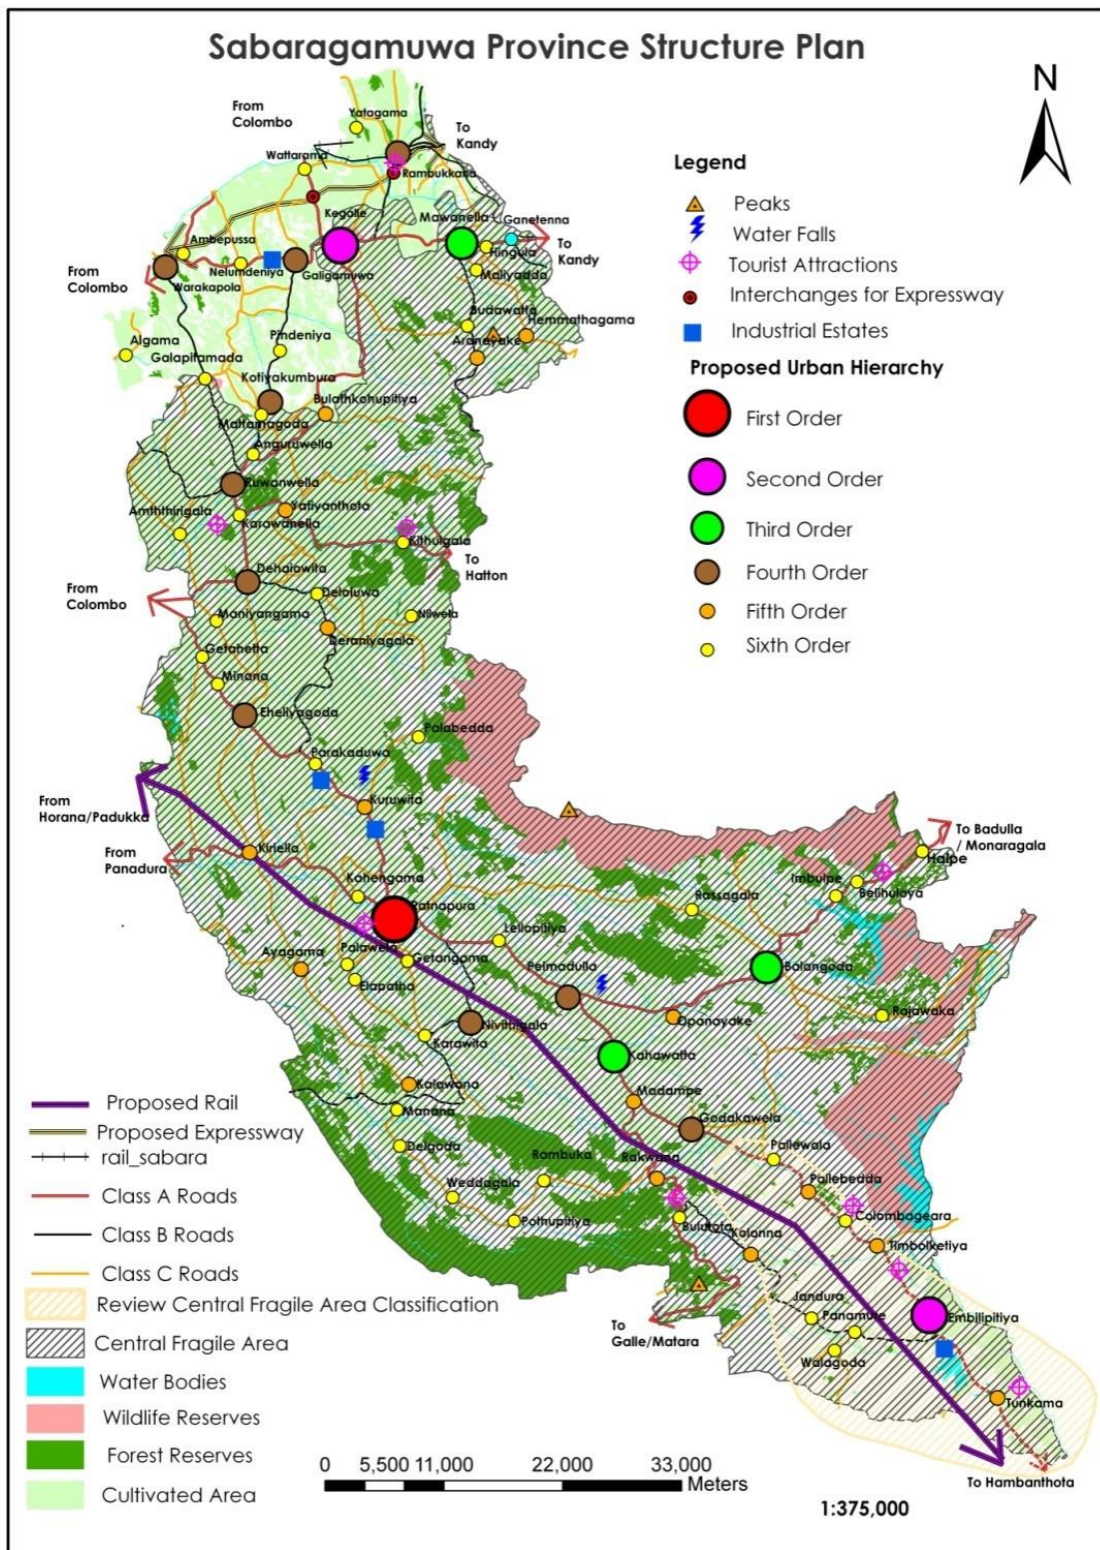 Sabaragamuwa Province Structure Plan
N
From
Colombo
Yatagama
To
Kandy
Wattarama
Rambukkana
Legend
Peaks
Water Falls
Tourist Attractions
Interchanges for Expressway
Industrial Estates
Proposed Urban Hierarchy
First Order
Second Order
Third Order
Fourth Order
Fifth Order
Sixth Order
Kegalle
Mawanella
Ganetenna
Ambepussa
Hingula
To
Kandy
From
Colombo
Nelumdeniya
Galigamuwa
Maliyadda
Warakapola
Budawatta
Hemmathagama
Algama
Pindeniya
Aranayake
Galapitamada
Kotiyakumbura
Bulathkohupitiya
Mattamagoda
Anguruwella
Ruwanwella
Yatiyanthota
Amththirigala
Karawanella
Kithulgala
To
Hatton
Dehaiowita
From
Colombo
Deloluwa
Maniyangama
Nilwela
Deraniyagala
Getahetta
Minana
Eheliyagoda
Palabedda
Parakaduwa
From
Horana/Padukka
Kuruwita
To Badulla
/ Monaragala
From
Panadura
Kiriella
Halpe
Kahengama
Imbulpe
Belihuloya
Rassagala
Ratnapura
Lellopitiya
Ayagama
Palawela
Getangama
Pelmadulla
Balangoda
Elapatha
Rajawaka
Opanayake
Nivithigala
Karawita
Kahawatta
Kalawana
Madampe
Manana
Godakawela
Delgoda
Pallewala
Rambuka
Rakwana
Pallebedda
Weddagala
Colombageara
Pothupitiya
Bulutota
Kolonna
Timbolketiya
Jandura
Panamure
Embilipitiya
To
Galle/Matara
Walagoda
Tunkama
To Hambanthota
Proposed Rail
Proposed Expressway
rail_sabara
Class A Roads
Class B Roads
Class C Roads
Review Central Fragile Area Classification
Central Fragile Area
Water Bodies
Wildlife Reserves
Forest Reserves
Cultivated Area
0 5,500 11,000 22,000 33,000
Meters
1:375,000